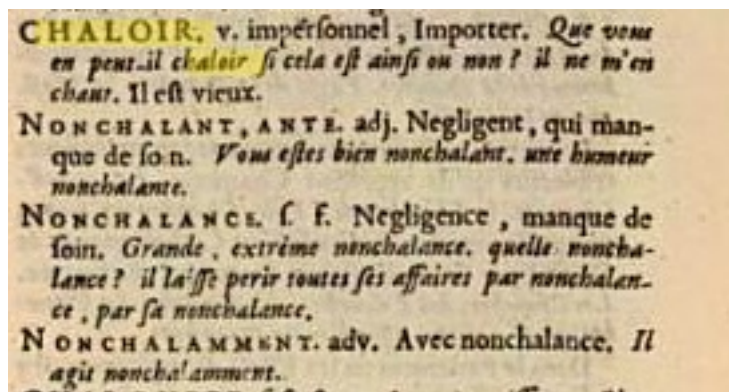 CHALOIR. v. impérsonnel, Importer. Que vous
en peut-il chaloir ſi cela eſt ainſi ou non ? il ne m'en
chaut. Il eſt vieux.
NONCHALANT, ANTE. adj. Negligent, qui man-
que de ſoin. Vous eſtes bien nonchalant. une humeur
nonchalante.
NONCHALANCE. ſ. f. Negligence, manque de
ſoin. Grande, extréme nonchalance. quelle noncha-
lance ? il laiſſe perir toutes ſes affaires par nonchalan-
ce, par ſa nonchalance.
NONCHALAMMENT. adv. Avec nonchalance. Il
agit nonchalamment.